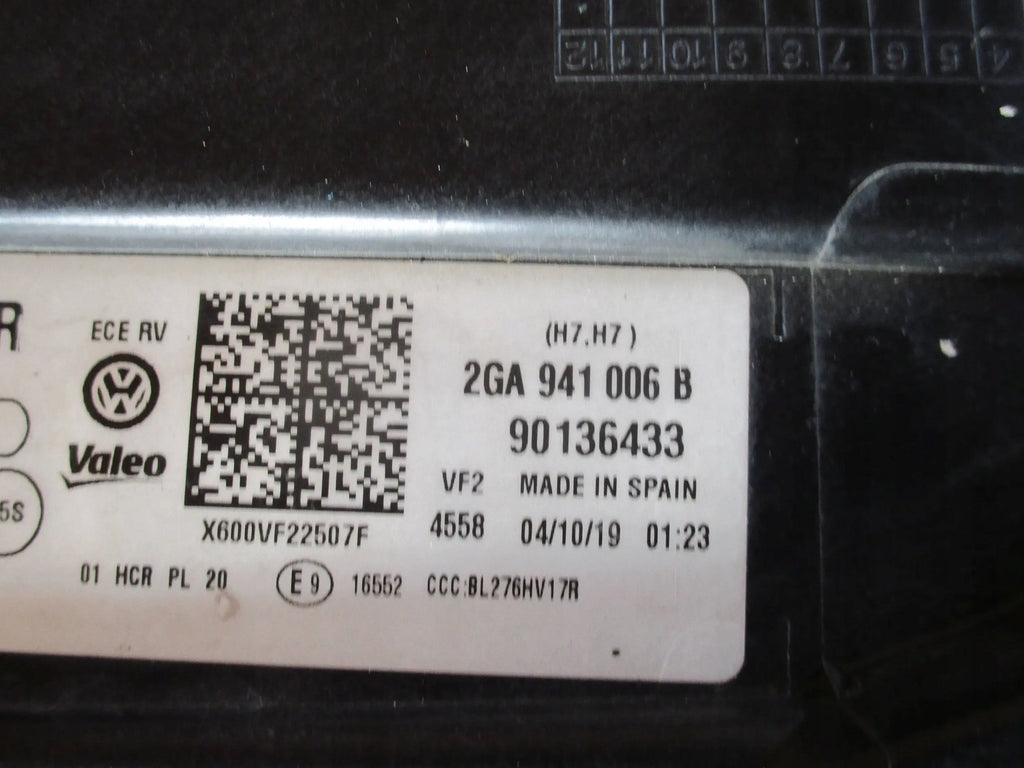 12 11 10 9 8 7 6 5 4
R
ECE RV
Valeo
5S
X600VF22507F
(H7.H7)
2GA 941 006 B
90136433
VF2 MADE IN SPAIN
4558 04/10/19 01:23
01 HCR PL 20 E9 16552 CCC:BL276HV17R